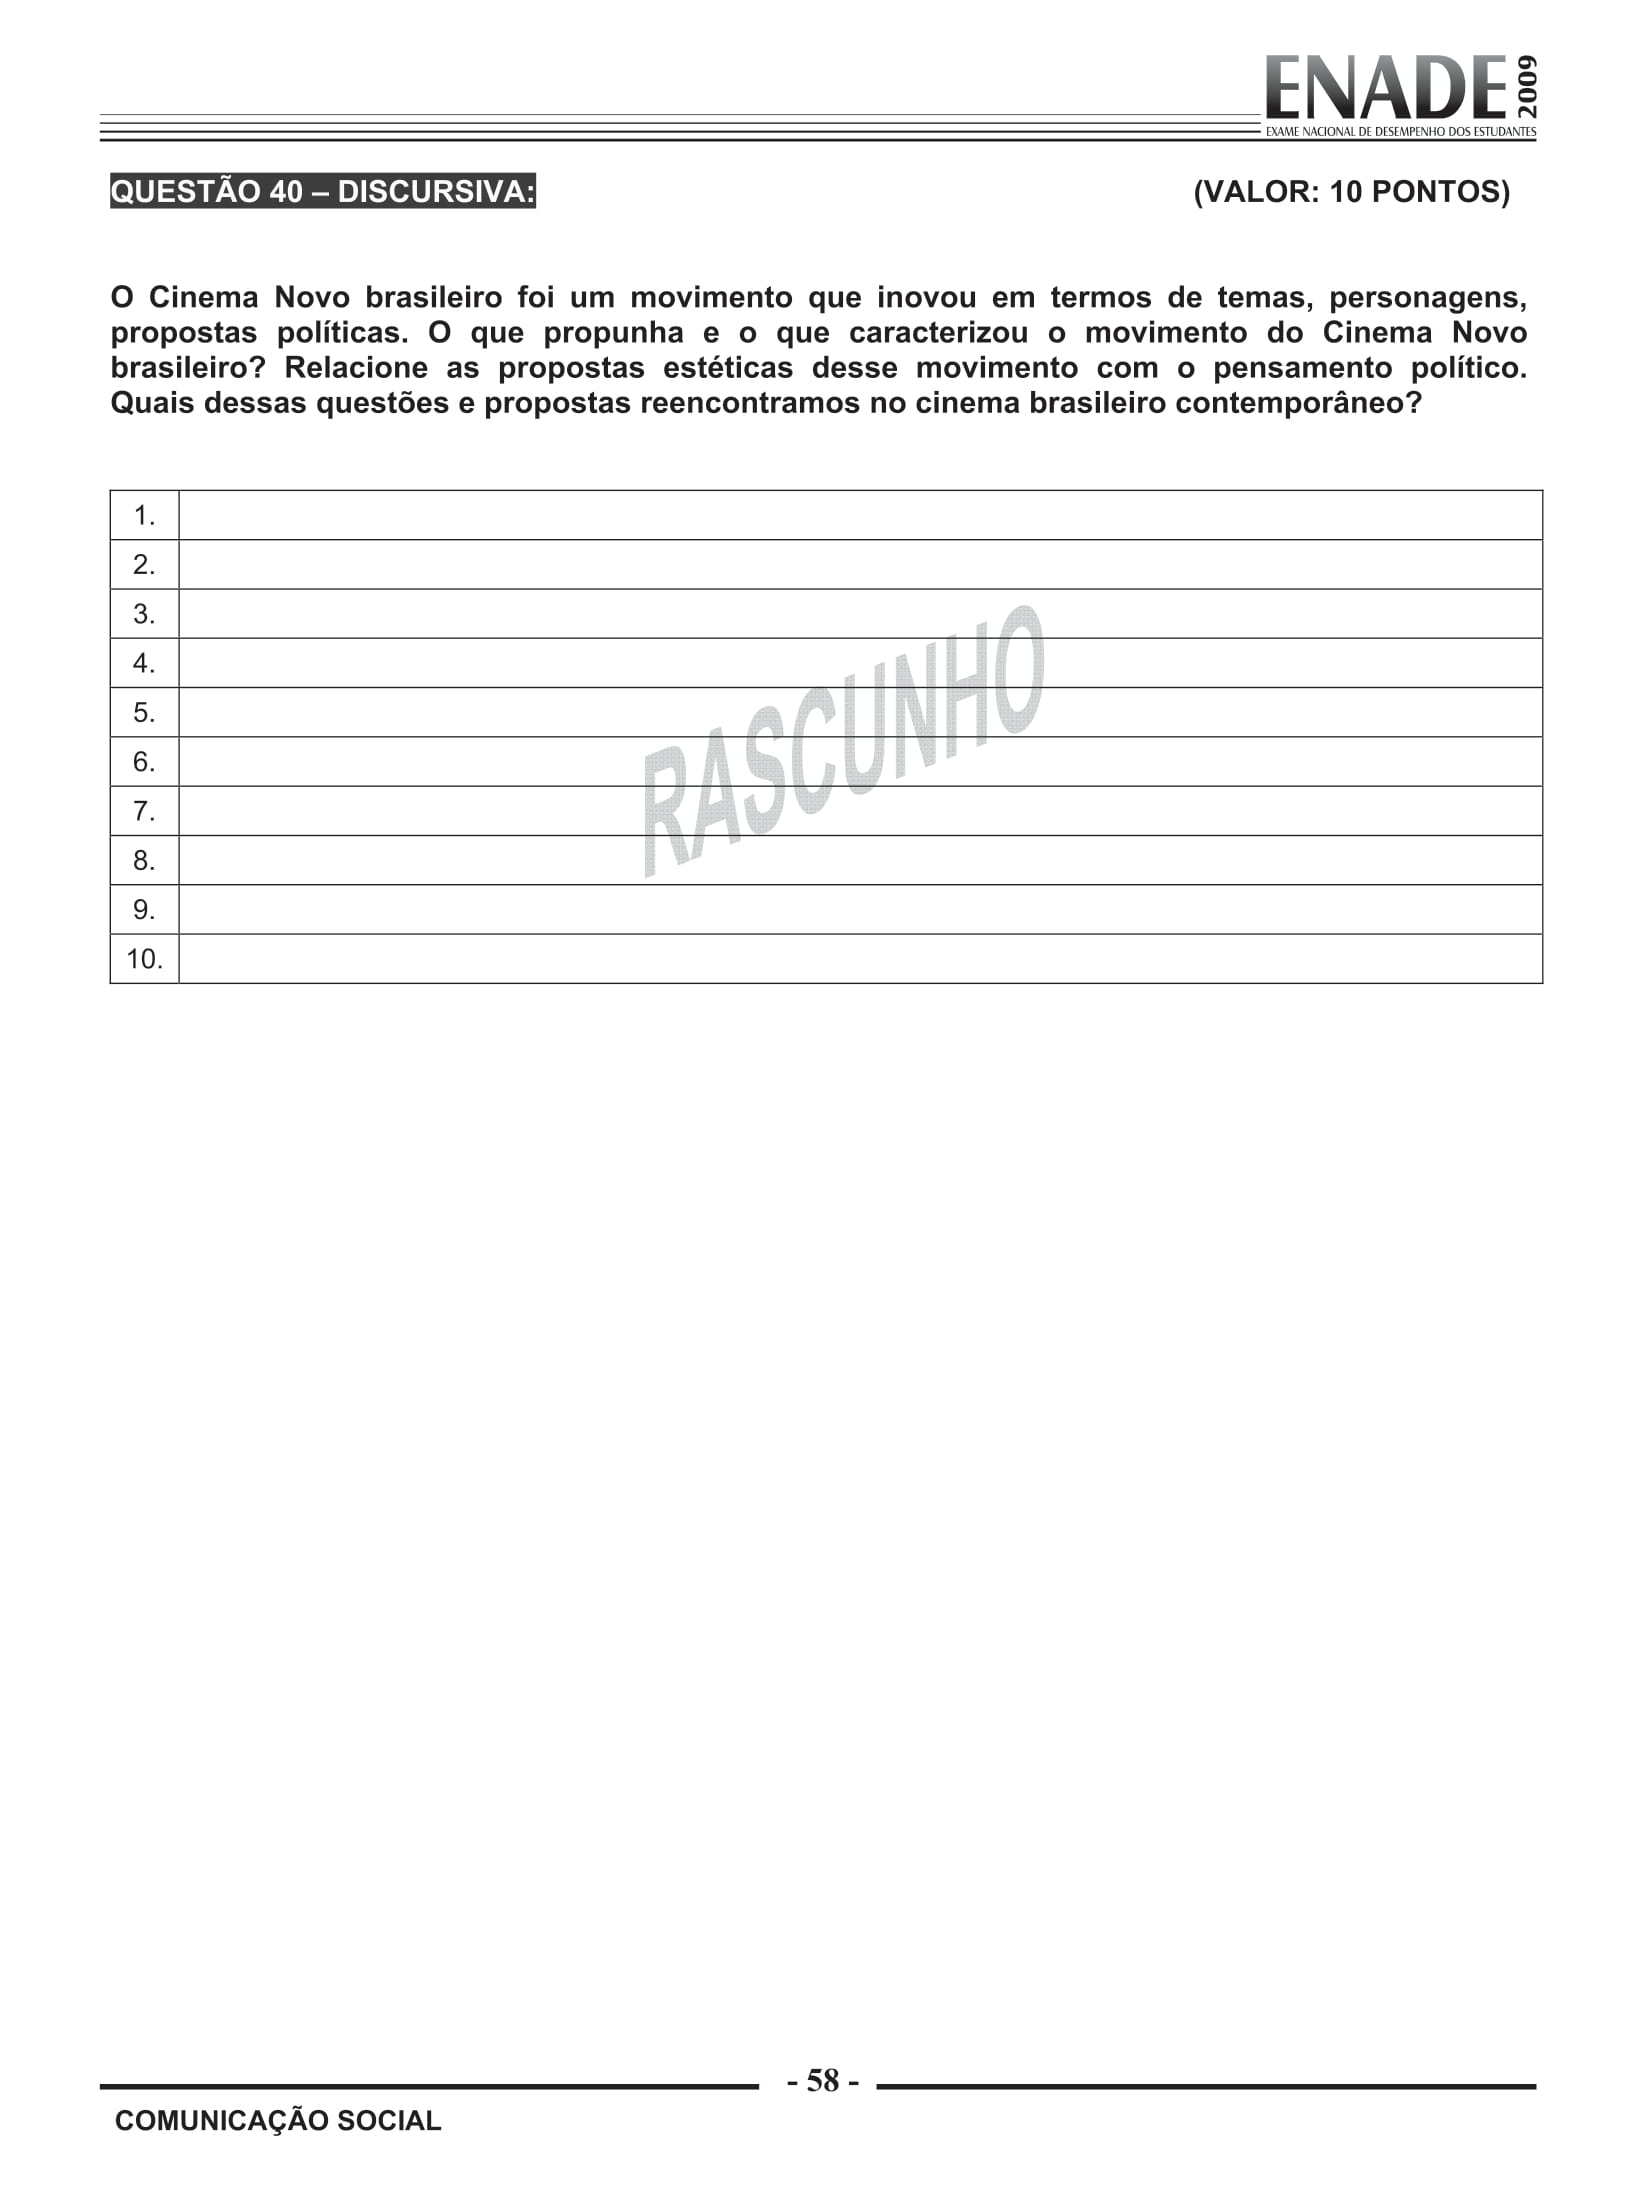 ENADE 2009
EXAME NACIONAL DE DESEMPENHO DOS ESTUDANTES
QUESTÃO 40 – DISCURSIVA: (VALOR: 10 PONTOS)
O Cinema Novo brasileiro foi um movimento que inovou em termos de temas, personagens,
propostas políticas. O que propunha e o que caracterizou o movimento do Cinema Novo
brasileiro? Relacione as propostas estéticas desse movimento com o pensamento político.
Quais dessas questões e propostas reencontramos no cinema brasileiro contemporâneo?
1.
2.
3.
4.
5.
6.
7.
8.
9.
10.
RASCUNHO
- 58 -
COMUNICAÇÃO SOCIAL